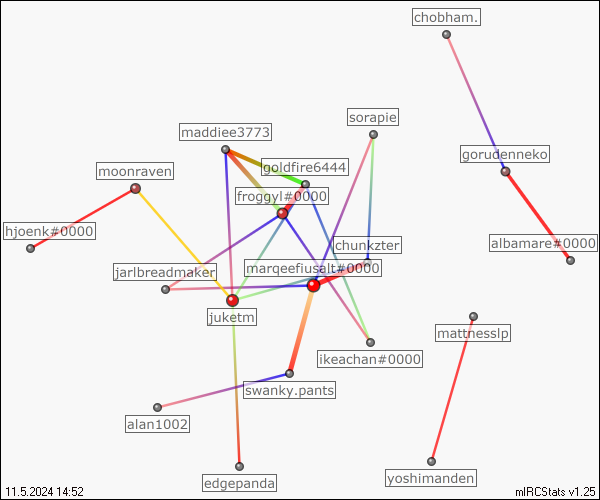 chobham.
sorapie
maddiee3773
gorudenneko
goldfire6444
moonraven
froggyl#0000
hjoenk#0000
albamare#0000
chunkzter
marqeefiusalt#0000
jarlbreadmaker
juketm
mattnesslp
ikeachan#0000
swanky.pants
alan1002
edgepanda
yoshimanden
11.5.2024 14:52
mIRCStats v1.25